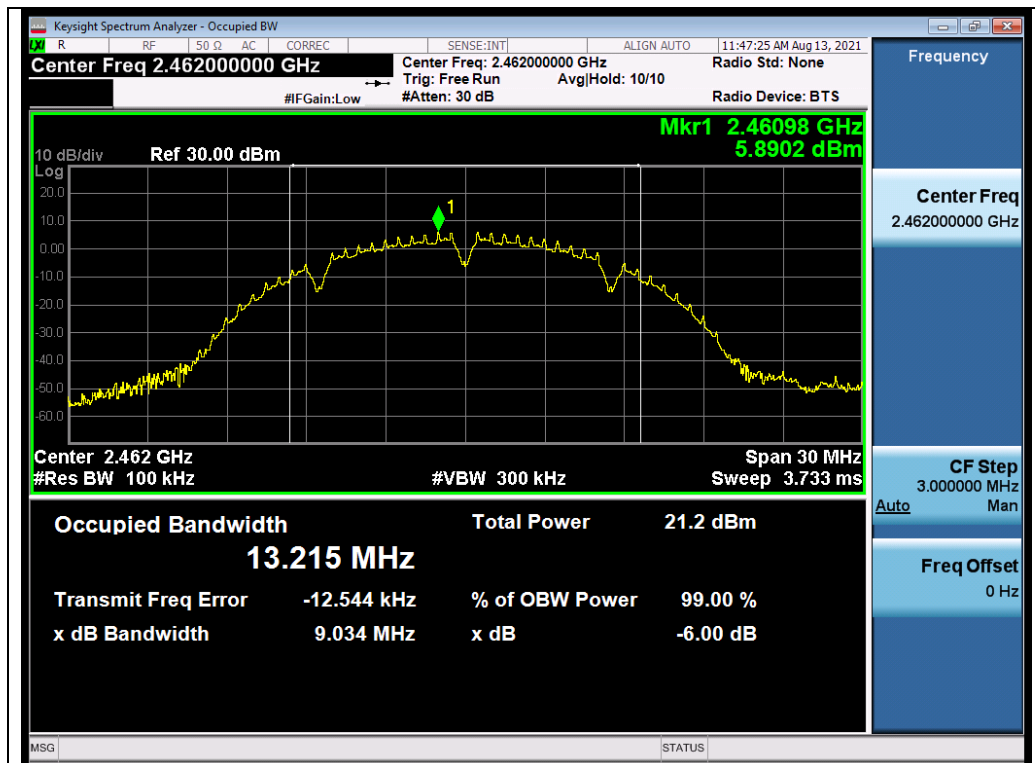 Keysight Spectrum Analyzer - Occupied BW
LXI R RF 50 Ω AC CORREC SENSE:INT ALIGN AUTO 11:47:25 AM Aug 13, 2021
Center Freq 2.462000000 GHz
Center Freq: 2.462000000 GHz
Radio Std: None
Trig: Free Run Avg|Hold: 10/10
#IFGain:Low
#Atten: 30 dB
Radio Device: BTS
Mkr1 2.46098 GHz
5.8902 dBm
10 dB/div Ref 30.00 dBm
Log
20.0
10.0
0.00
-10.0
-20.0
-30.0
-40.0
-50.0
-60.0
1
Center 2.462 GHz
Span 30 MHz
#Res BW 100 kHz
#VBW 300 kHz
Sweep 3.733 ms
Occupied Bandwidth
13.215 MHz
Total Power 21.2 dBm
Transmit Freq Error -12.544 kHz
% of OBW Power 99.00 %
x dB Bandwidth 9.034 MHz
x dB -6.00 dB
Frequency
Center Freq
2.462000000 GHz
CF Step
3.000000 MHz
Auto Man
Freq Offset
0 Hz
MSG
STATUS